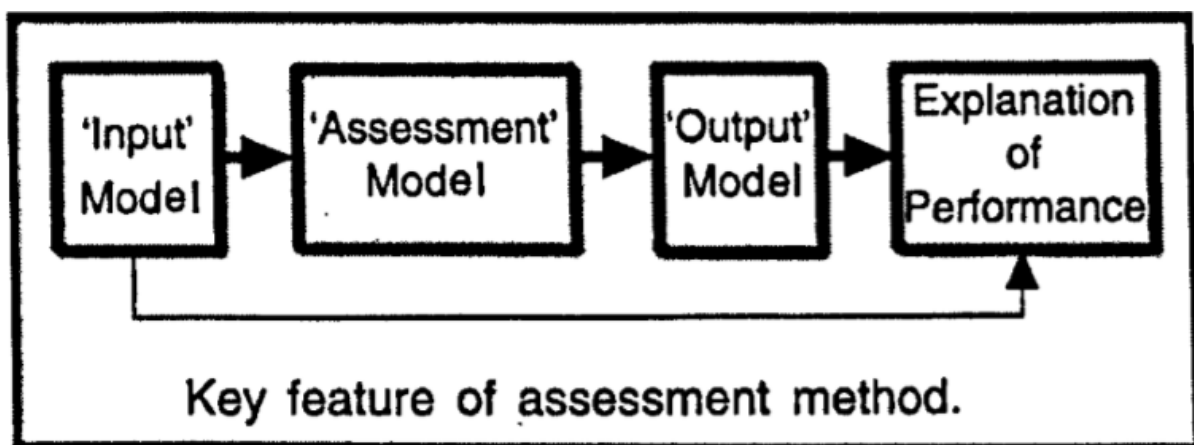 'Input'
Model
'Assessment'
Model
'Output'
Model
Explanation
of
Performance
Key feature of assessment method.